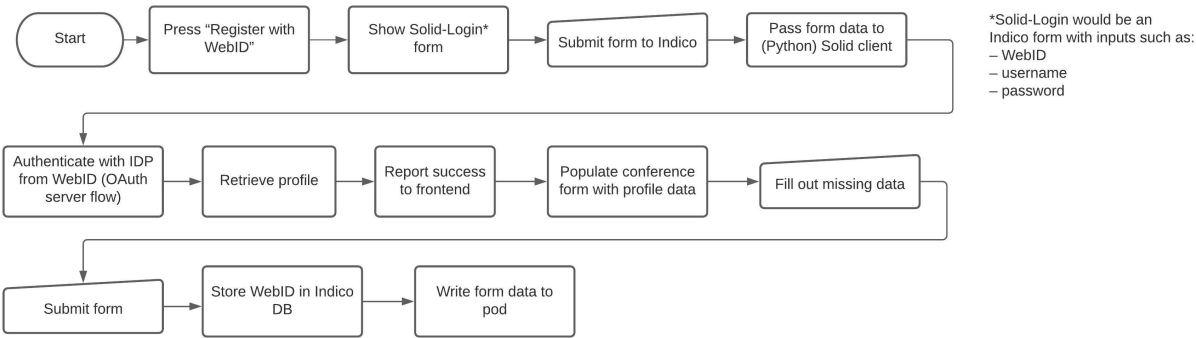 Start
Press “Register with
WebID”
Show Solid-Login*
form
Submit form to Indico
Pass form data to
(Python) Solid client
*Solid-Login would be an
Indico form with inputs such as:
– WebID
– username
– password
Authenticate with IDP
from WebID (OAuth
server flow)
Retrieve profile
Report success
to frontend
Populate conference
form with profile data
Fill out missing data
Submit form
Store WebID in Indico
DB
Write form data to
pod